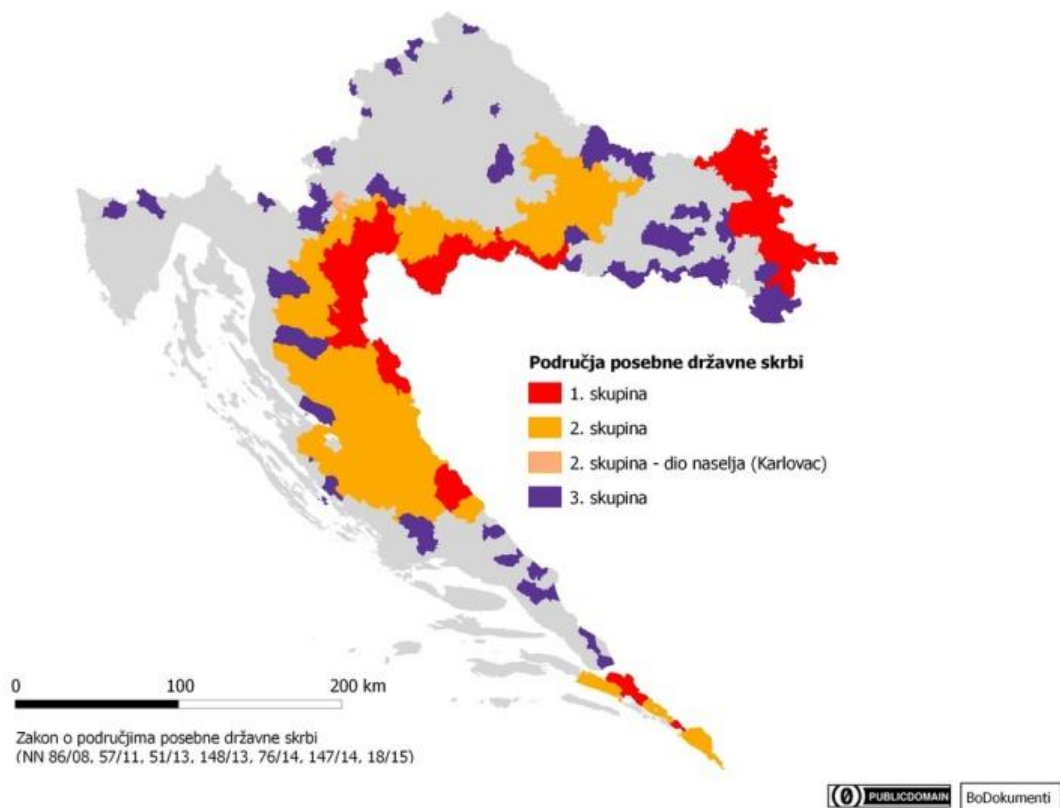 Područja posebne državne skrbi
1. skupina
2. skupina
2. skupina - dio naselja (Karlovac)
3. skupina
0 100 200 km
Zakon o područjima posebne državne skrbi
(NN 86/08, 57/11, 51/13, 148/13, 76/14, 147/14, 18/15)
PUBLICDOMAIN
BoDokumenti